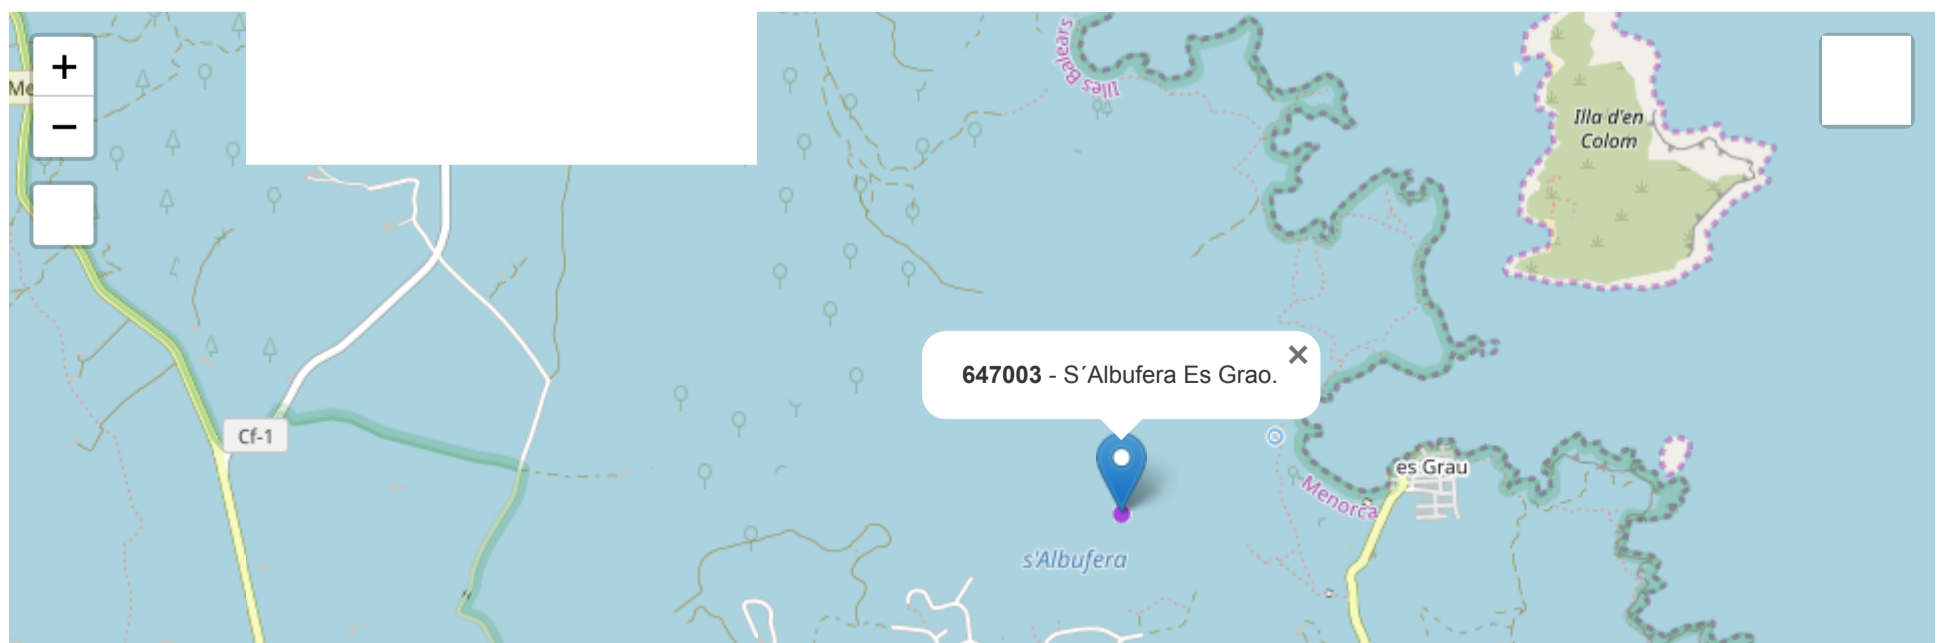 +
−
Me
Illes Balears
Illa d'en
Colom
647003 - S´Albufera Es Grao.
×
Cf-1
es Grau
Menorca
s'Albufera